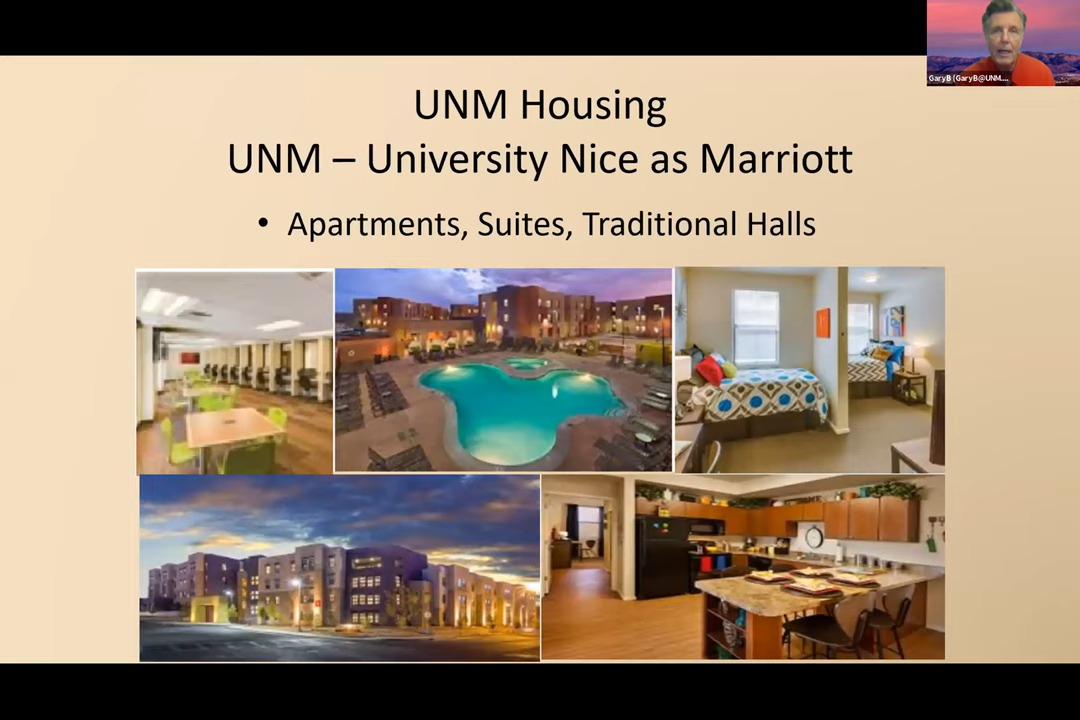 GaryB (GaryB@UNM....
UNM Housing
UNM – University Nice as Marriott
• Apartments, Suites, Traditional Halls